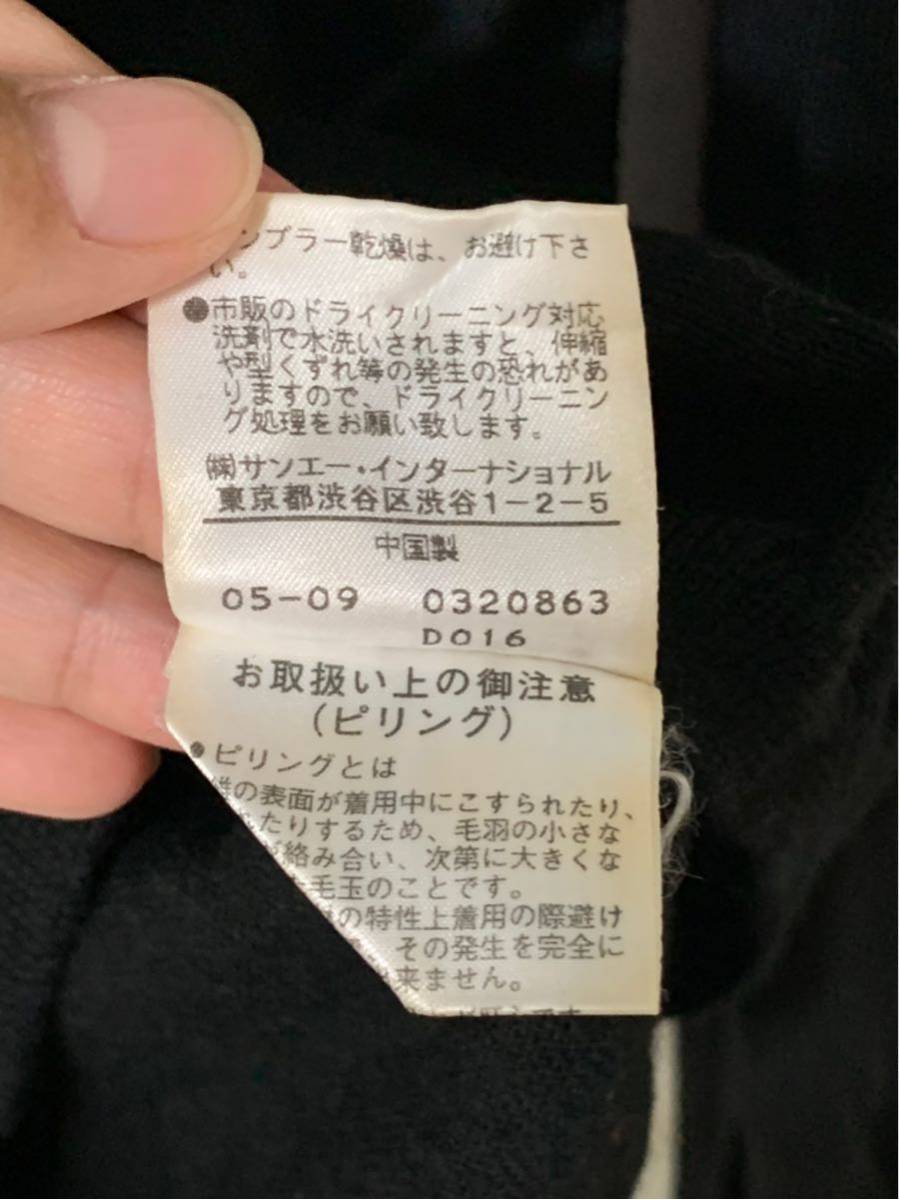 ンブラー乾燥は、お避け下さ
い。
●市販のドライクリーニング対応
洗剤で水洗いされますと、伸縮
や型くずれ等の発生の恐れがあ
りますので、ドライクリーニン
グ処理をお願い致します。
㈱サンエー・インターナショナル
東京都渋谷区渋谷1-2-5
中国製
05-09 0320863
D016
お取扱い上の御注意
(ピリング)
●ピリングとは
の表面が着用中にこすられたり、
たりするため、毛羽の小さな
絡み合い、次第に大きくな
毛玉のことです。
の特性上着用の際避け
、その発生を完全に
来ません。